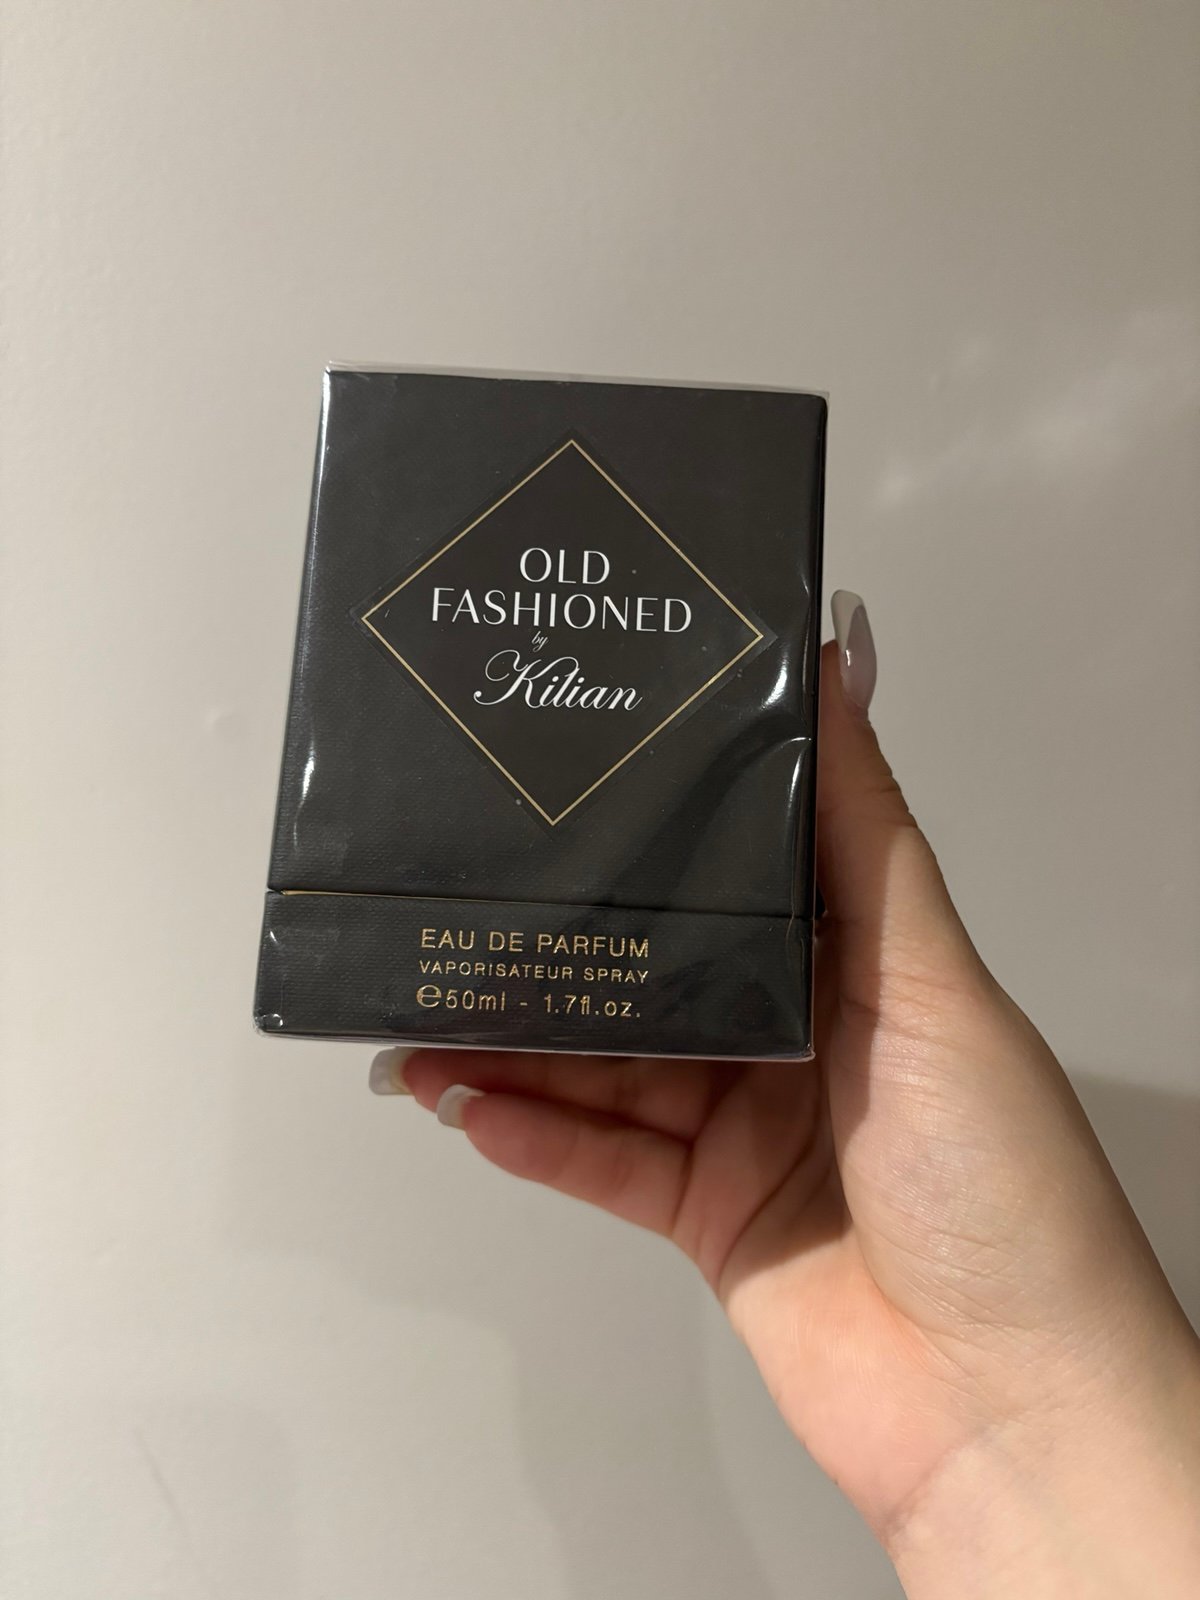 OLD
FASHIONED
by
Kilian
EAU DE PARFUM
VAPORISATEUR SPRAY
℮50ml - 1.7fl.oz.